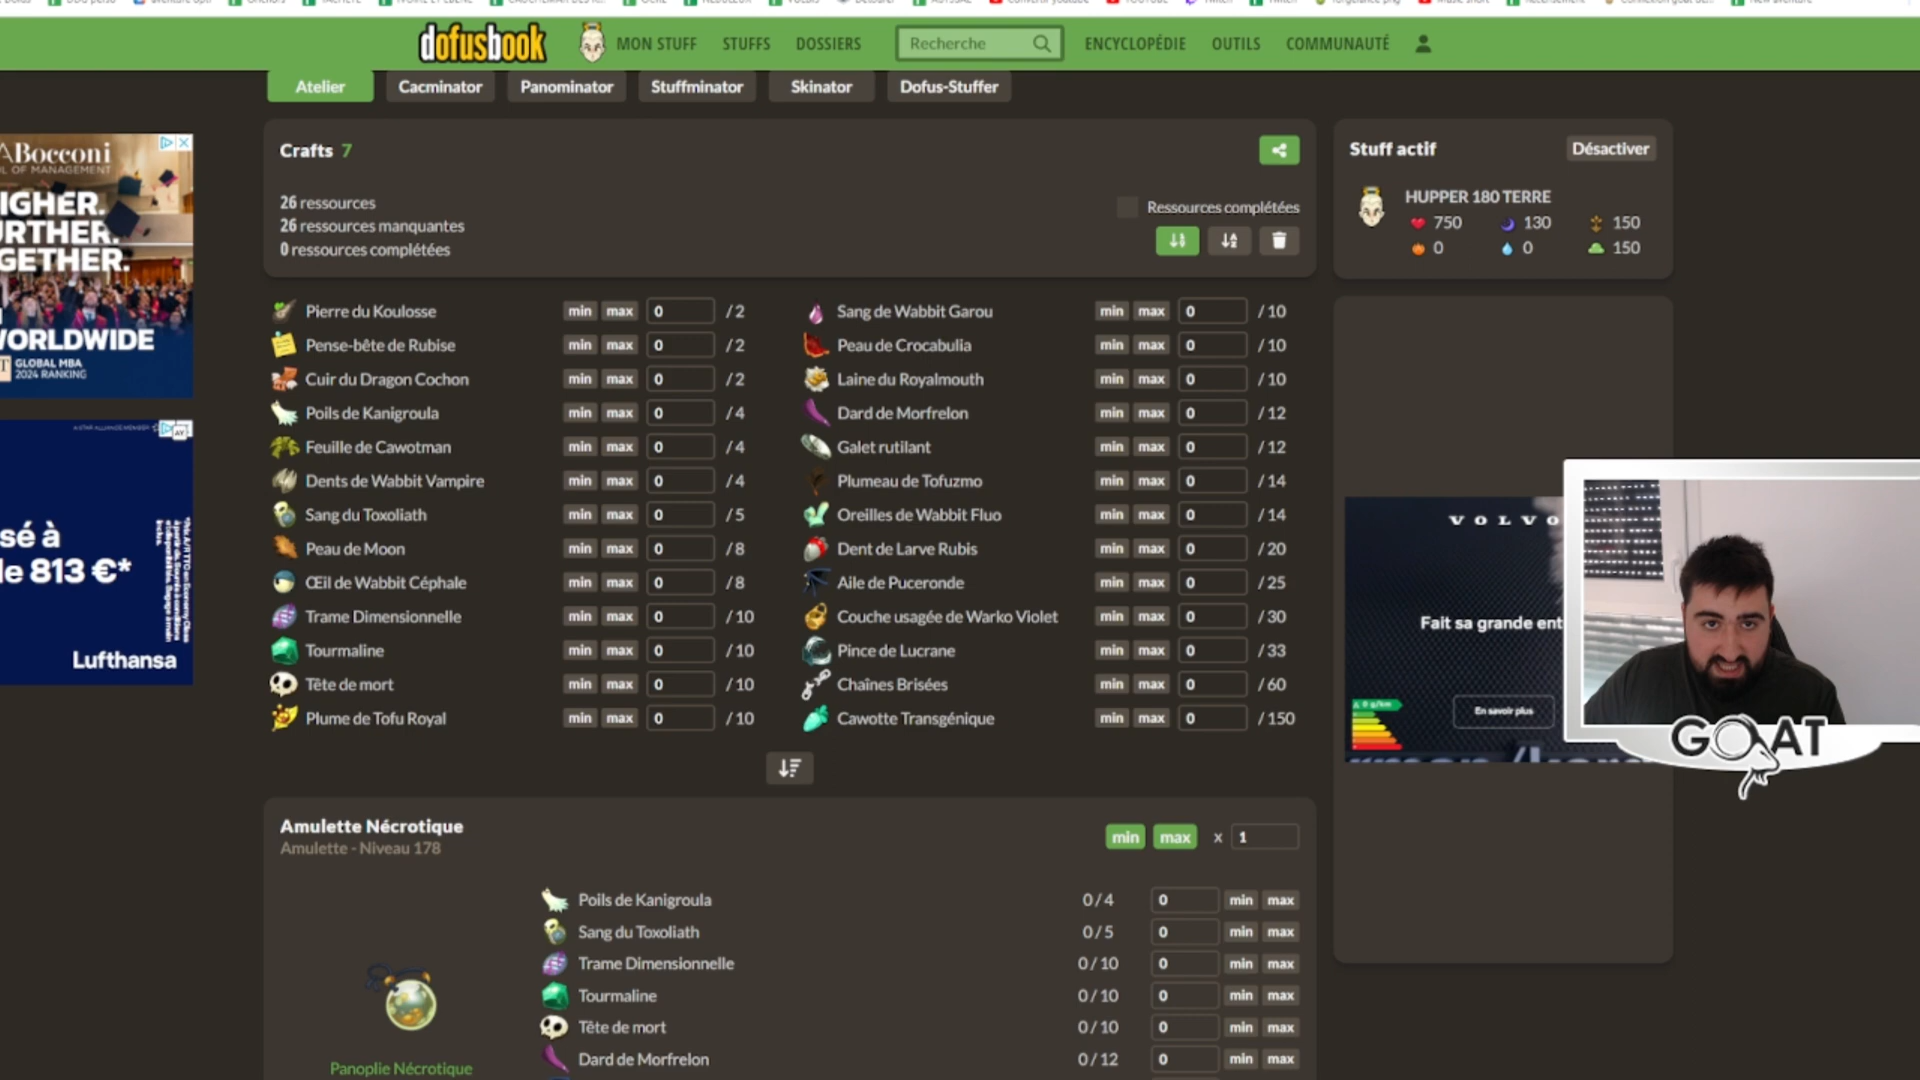 dofusbook
MON STUFF
STUFFS
DOSSIERS
Recherche
ENCYCLOPÉDIE
OUTILS
COMMUNAUTÉ
Atelier
Cacminator
Panominator
Stuffminator
Skinator
Dofus-Stuffer
Crafts 7
26 ressources
26 ressources manquantes
0 ressources complétées
Ressources complétées
Stuff actif
Désactiver
HUPPER 180 TERRE
750 130 150
0 0 150
Pierre du Koulosse min max 0 / 2
Sang de Wabbit Garou min max 0 / 10
Pense-bête de Rubise min max 0 / 2
Peau de Crocabulia min max 0 / 10
Cuir du Dragon Cochon min max 0 / 2
Laine du Royalmouth min max 0 / 10
Poils de Kanigroula min max 0 / 4
Dard de Morfrelon min max 0 / 12
Feuille de Cawotman min max 0 / 4
Galet rutilant min max 0 / 12
Dents de Wabbit Vampire min max 0 / 4
Plumeau de Tofuzmo min max 0 / 14
Sang du Toxoliath min max 0 / 5
Oreilles de Wabbit Fluo min max 0 / 14
Peau de Moon min max 0 / 8
Dent de Larve Rubis min max 0 / 20
Œil de Wabbit Céphale min max 0 / 8
Aile de Puceronde min max 0 / 25
Trame Dimensionnelle min max 0 / 10
Couche usagée de Warko Violet min max 0 / 30
Tourmaline min max 0 / 10
Pince de Lucrane min max 0 / 33
Tête de mort min max 0 / 10
Chaînes Brisées min max 0 / 60
Plume de Tofu Royal min max 0 / 10
Cawotte Transgénique min max 0 / 150
Amulette Nécrotique
Amulette - Niveau 178
min max x 1
Poils de Kanigroula 0 / 4 0 min max
Sang du Toxoliath 0 / 5 0 min max
Trame Dimensionnelle 0 / 10 0 min max
Tourmaline 0 / 10 0 min max
Tête de mort 0 / 10 0 min max
Dard de Morfrelon 0 / 12 0 min max
Panoplie Nécrotique
Bocconi
OL OF MANAGEMENT
IGHER.
URTHER.
GETHER.
WORLDWIDE
GLOBAL MBA
2024 RANKING
sé à
le 813 €*
Lufthansa
VOLVO
Fait sa grande ent
En savoir plus
GOAT